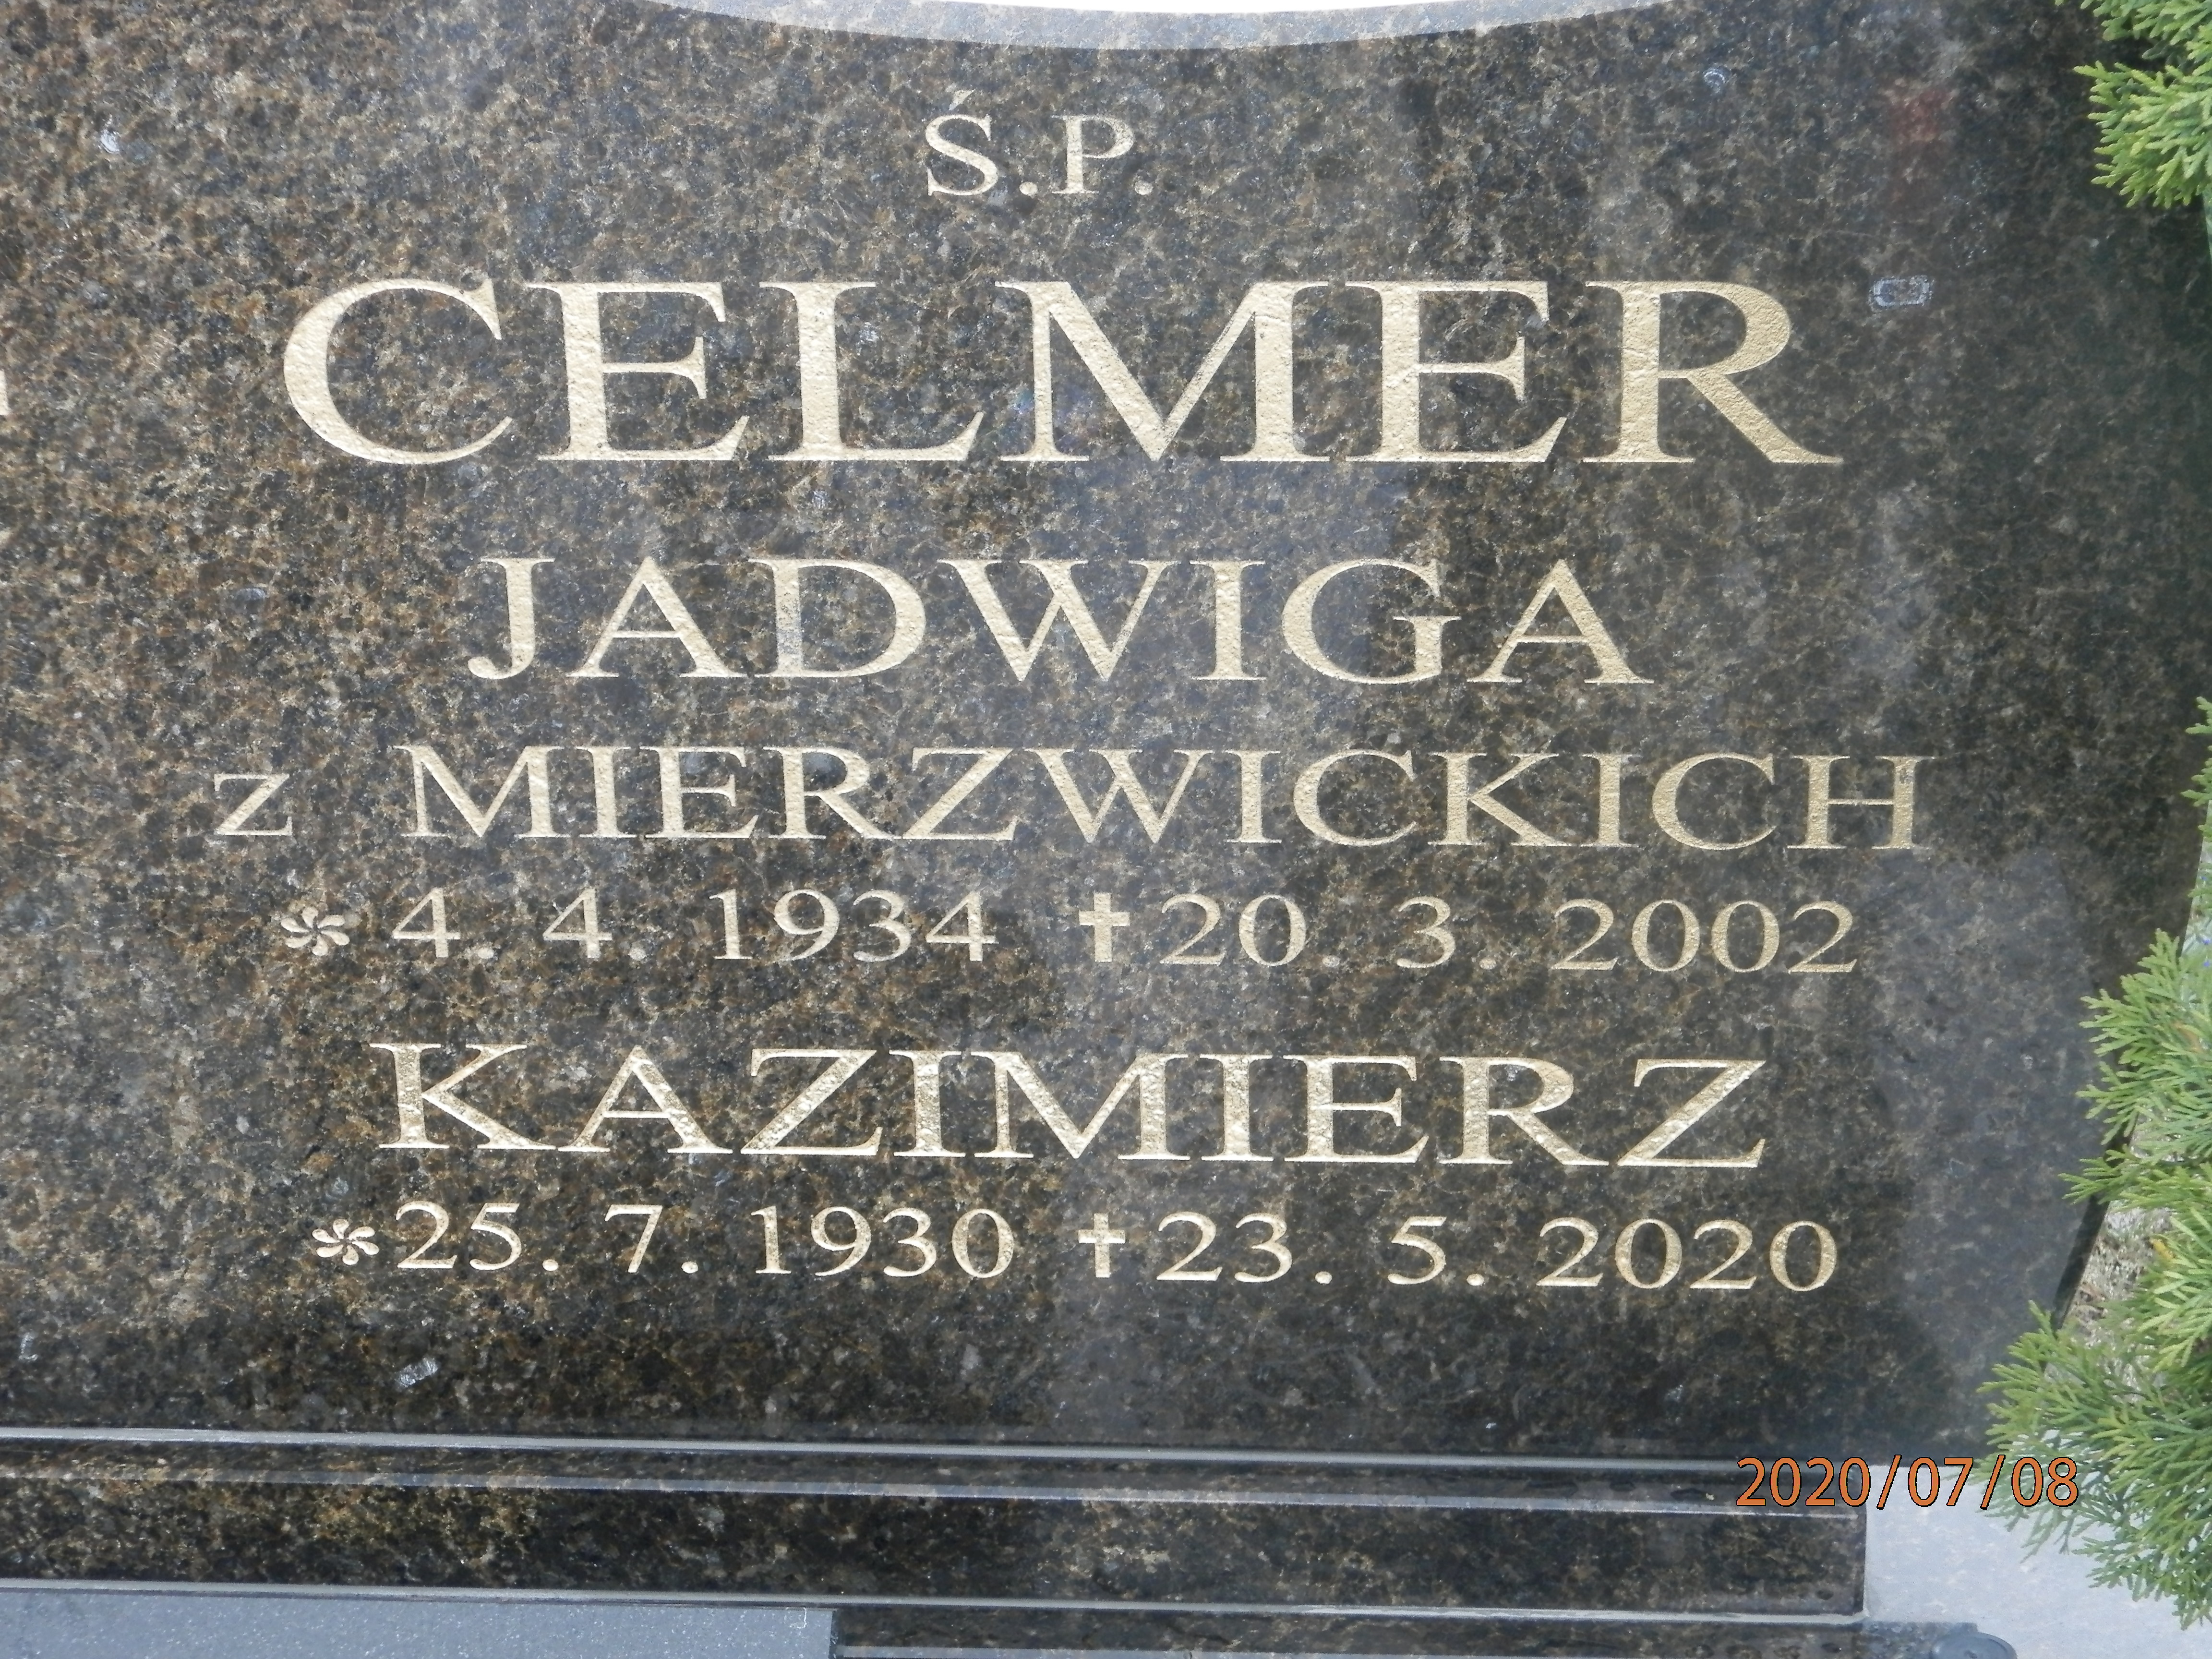 Ś.P.
CELMER
JADWIGA
z MIERZWICKICH
* 4. 4. 1934 ✝ 20. 3. 2002
KAZIMIERZ
* 25. 7. 1930 ✝ 23. 5. 2020
2020/07/08